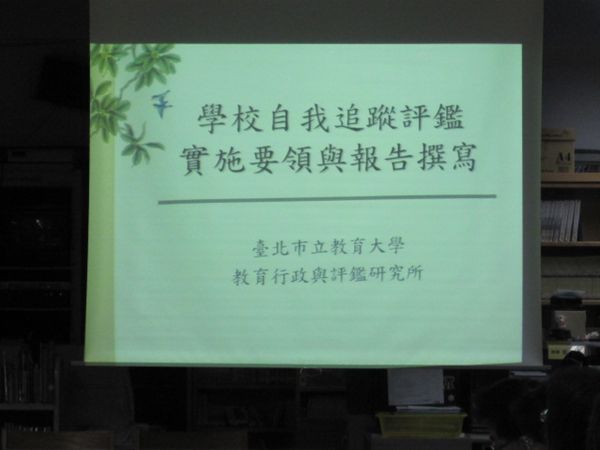 學校自我追蹤評鑑
實施要領與報告撰寫
臺北市立教育大學
教育行政與評鑑研究所
A4